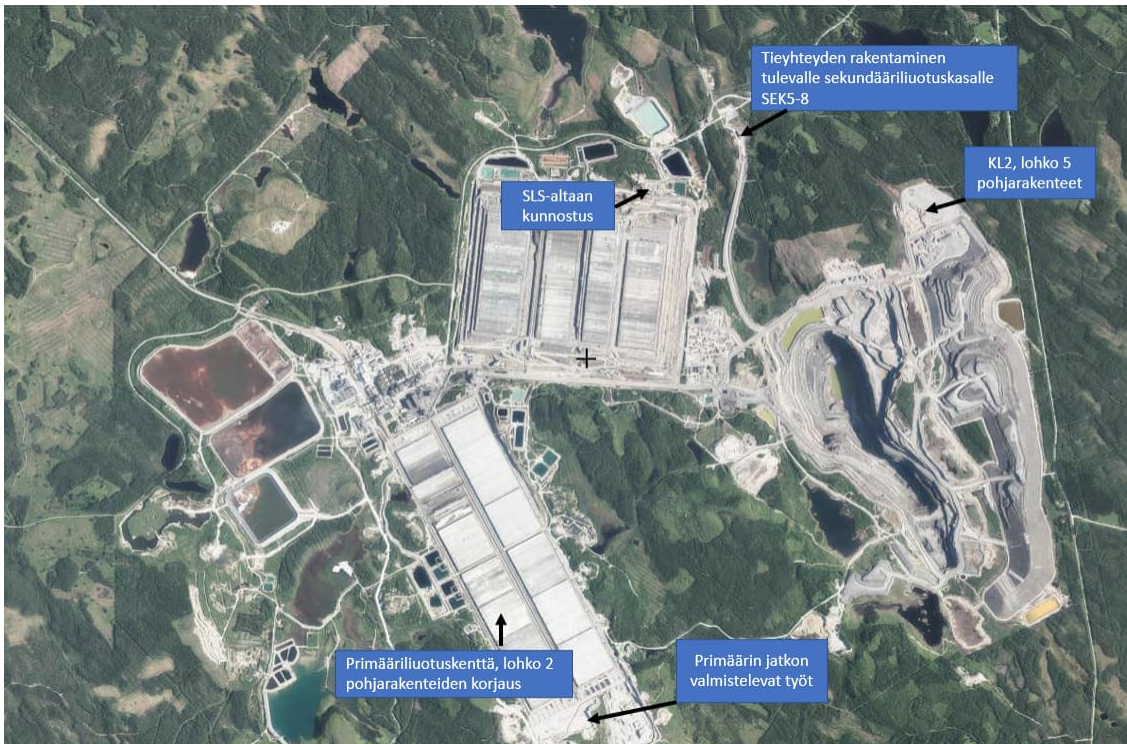 Tieyhteyden rakentaminen
tulevalle sekundääriliuotuskasalle
SEK5-8
KL2, lohko 5
pohjarakenteet
SLS-altaan
kunnostus
Primääriliuotuskenttä, lohko 2
pohjarakenteiden korjaus
Primäärin jatkon
valmistelevat työt